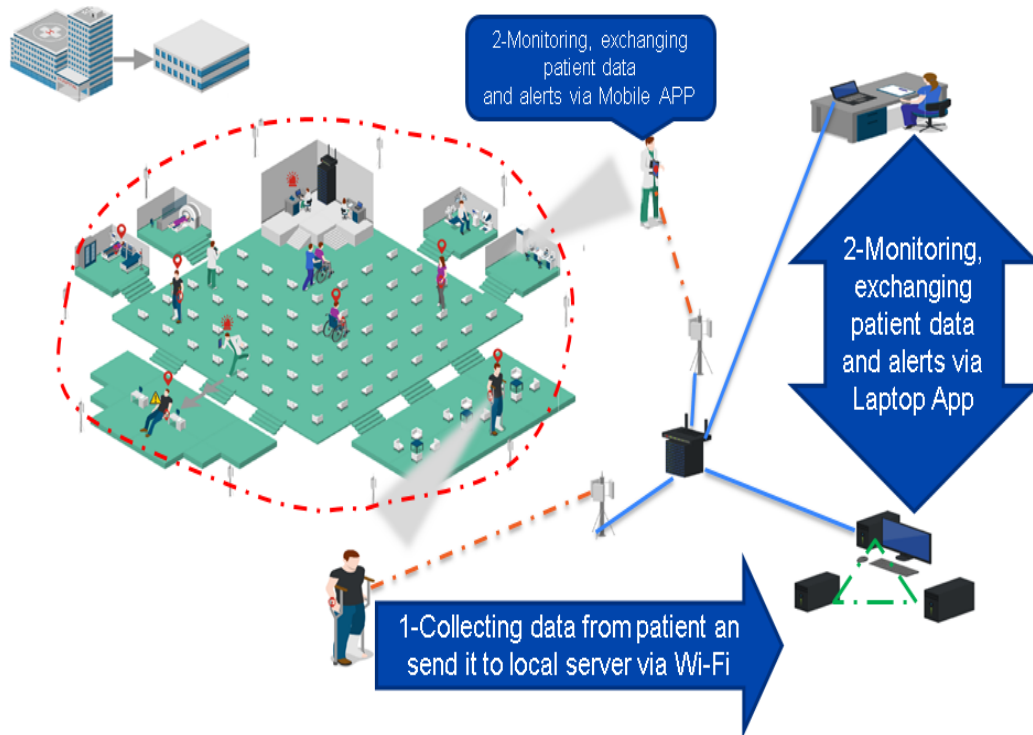 2-Monitoring, exchanging
patient data
and alerts via Mobile APP
2-Monitoring,
exchanging
patient data
and alerts via
Laptop App
1-Collecting data from patient an
send it to local server via Wi-Fi